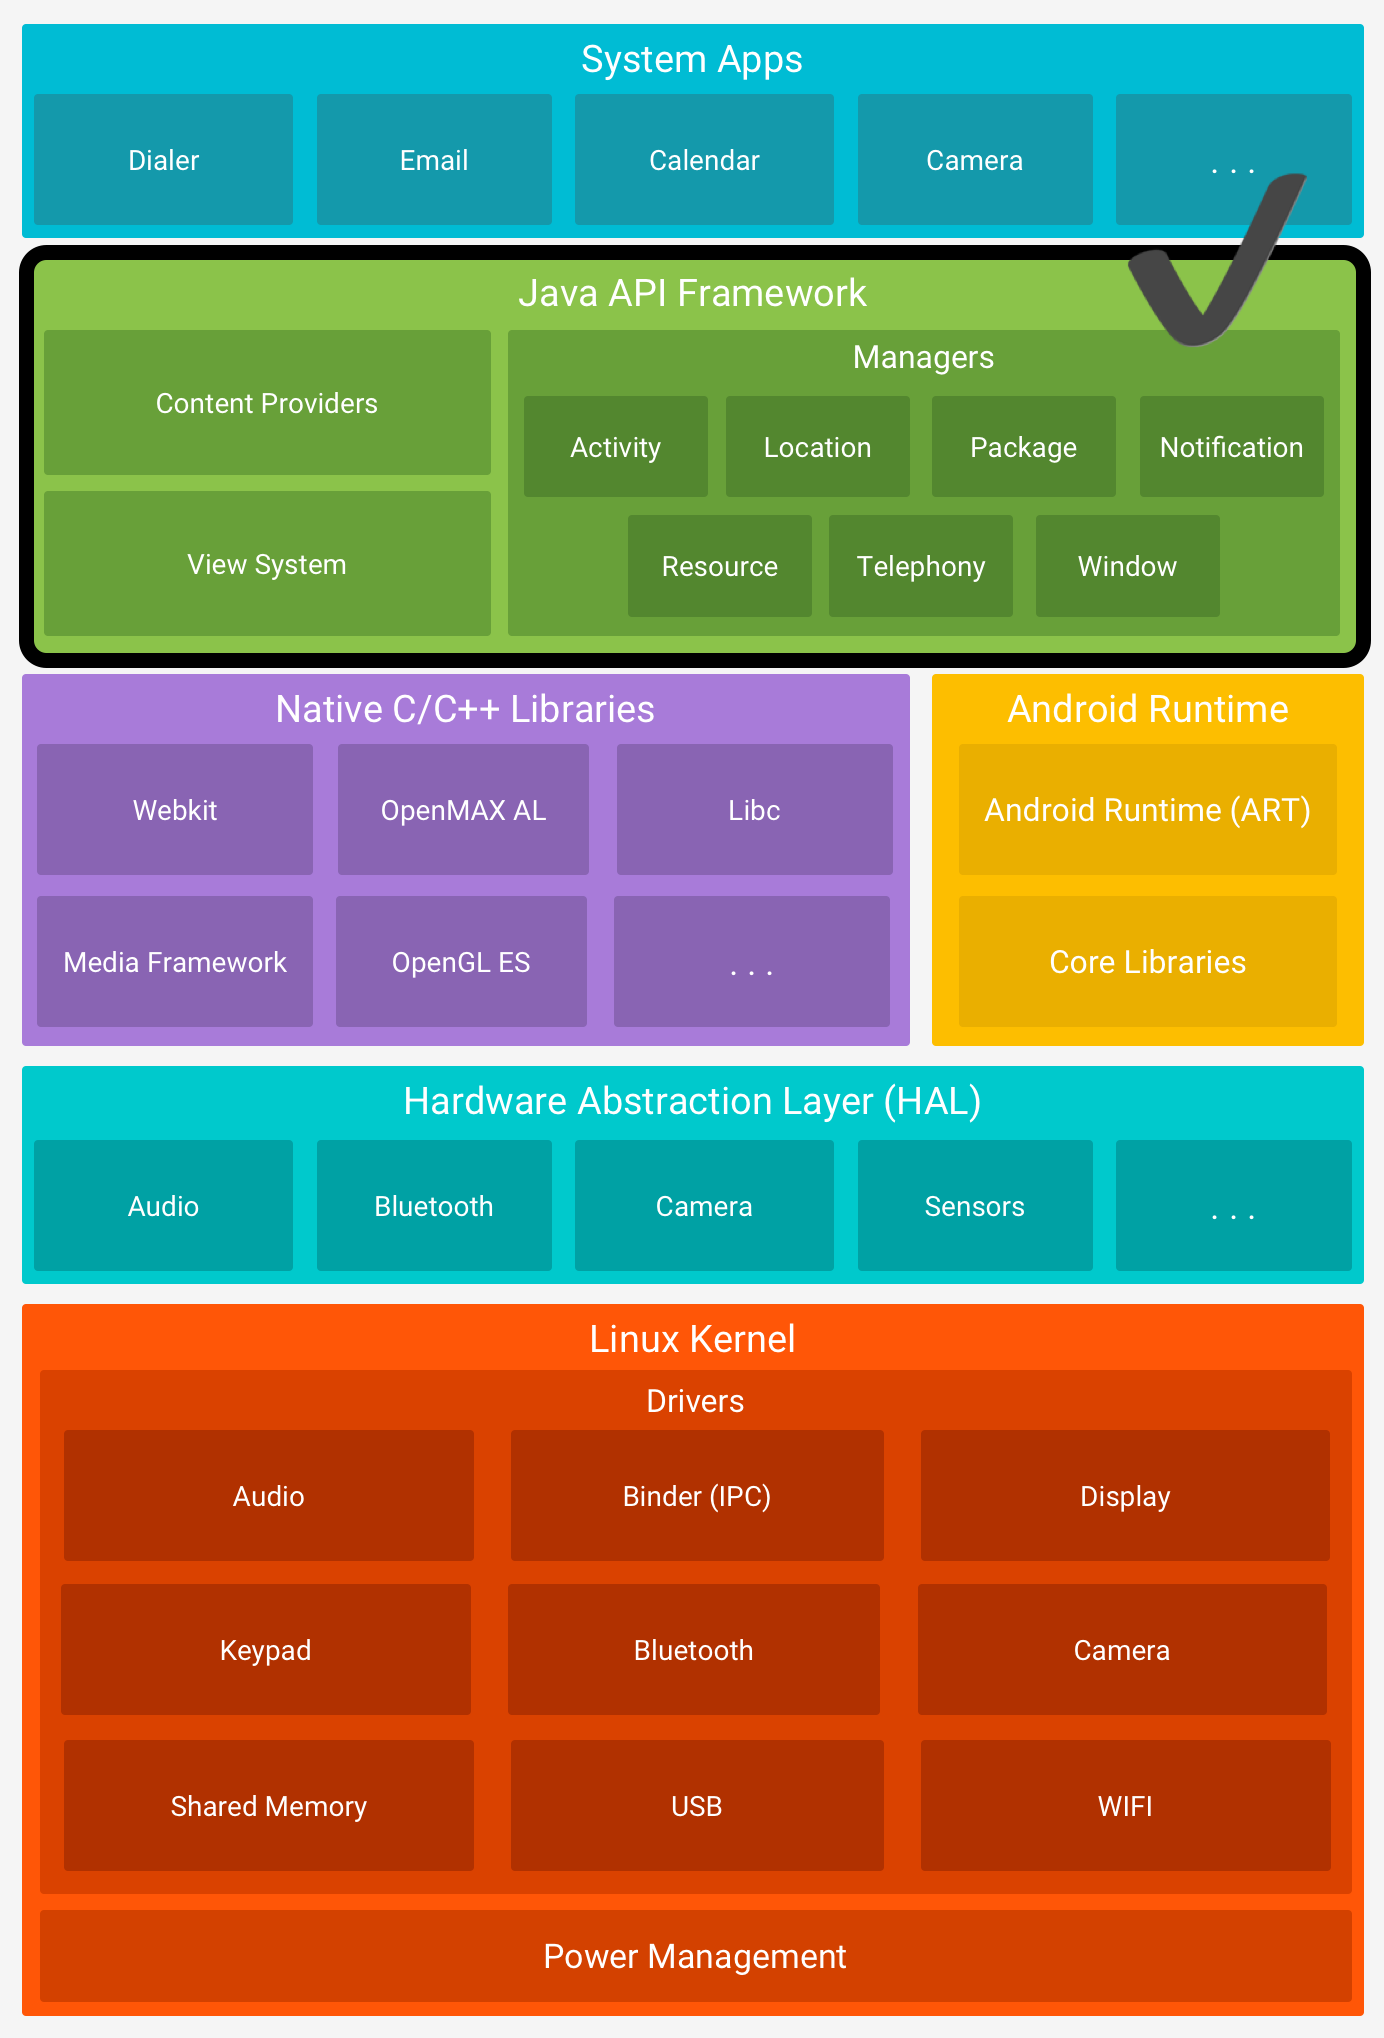 System Apps
Dialer
Email
Calendar
Camera
. . .
Java API Framework
Content Providers
View System
Managers
Activity
Location
Package
Notification
Resource
Telephony
Window
Native C/C++ Libraries
Webkit
OpenMAX AL
Libc
Media Framework
OpenGL ES
. . .
Android Runtime
Android Runtime (ART)
Core Libraries
Hardware Abstraction Layer (HAL)
Audio
Bluetooth
Camera
Sensors
. . .
Linux Kernel
Drivers
Audio
Binder (IPC)
Display
Keypad
Bluetooth
Camera
Shared Memory
USB
WIFI
Power Management